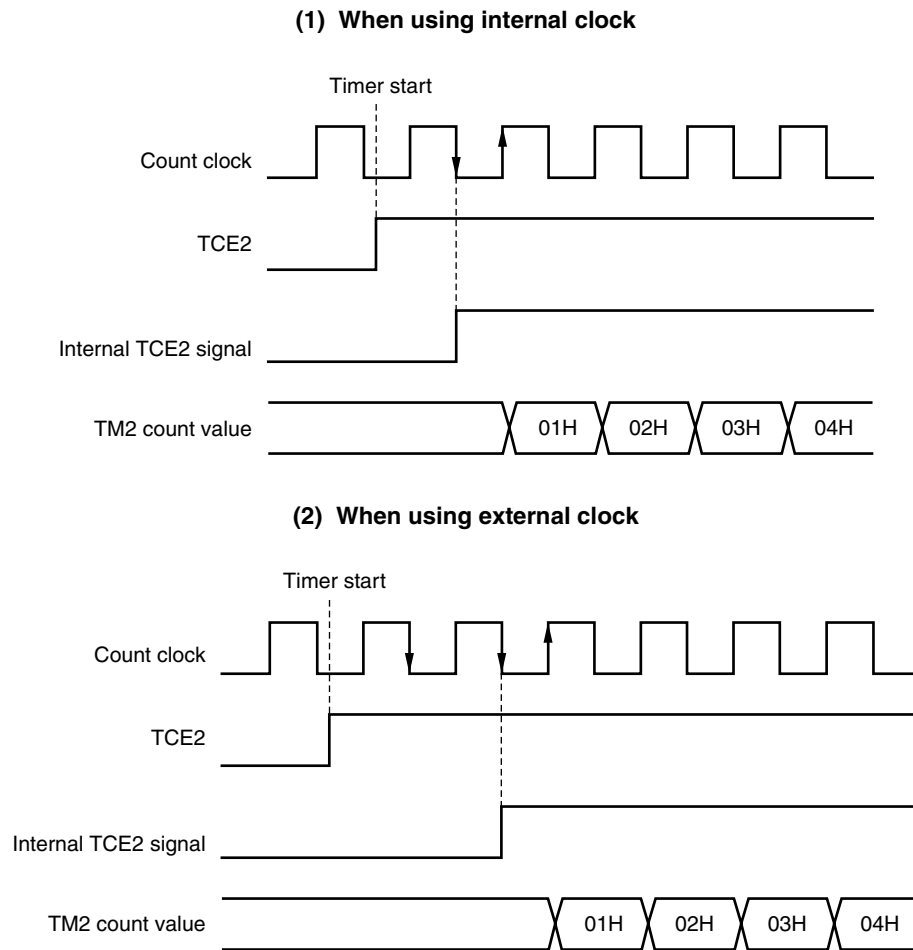 (1) When using internal clock
Timer start
Count clock
TCE2
Internal TCE2 signal
TM2 count value
01H 02H 03H 04H
(2) When using external clock
Timer start
Count clock
TCE2
Internal TCE2 signal
TM2 count value
01H 02H 03H 04H